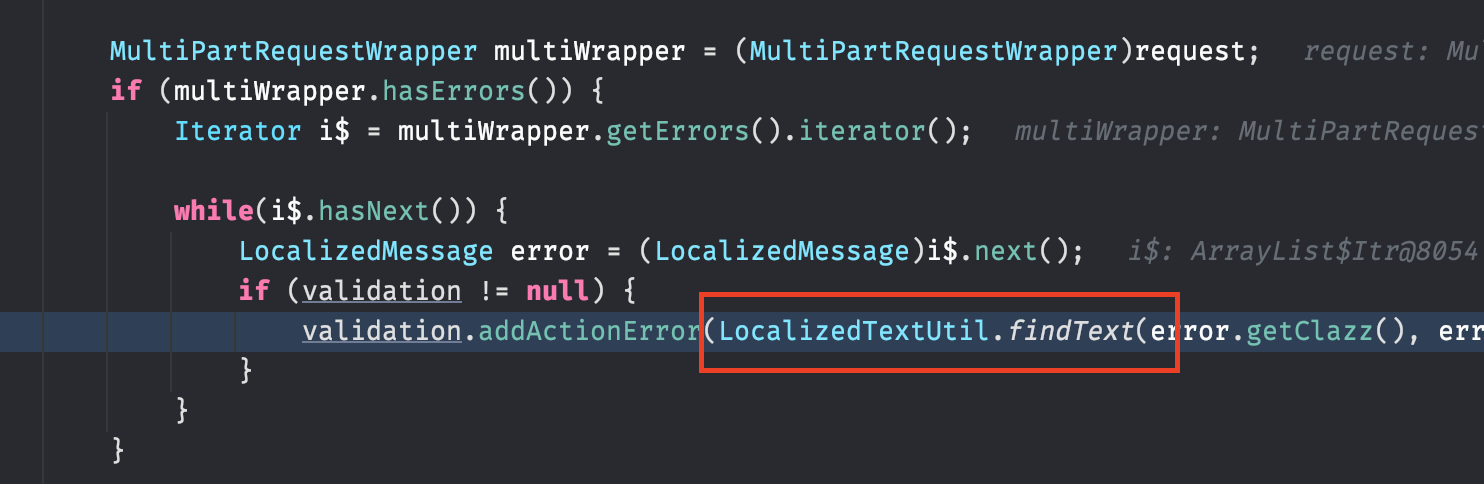 MultiPartRequestWrapper multiWrapper = (MultiPartRequestWrapper)request;   request: Mu
if (multiWrapper.hasErrors()) {
Iterator i$ = multiWrapper.getErrors().iterator();   multiWrapper: MultiPartReques
while(i$.hasNext()) {
LocalizedMessage error = (LocalizedMessage)i$.next();   i$: ArrayList$Itr@8054
if (validation != null) {
validation.addActionError(LocalizedTextUtil.findText(error.getClazz(), err
}
}
}